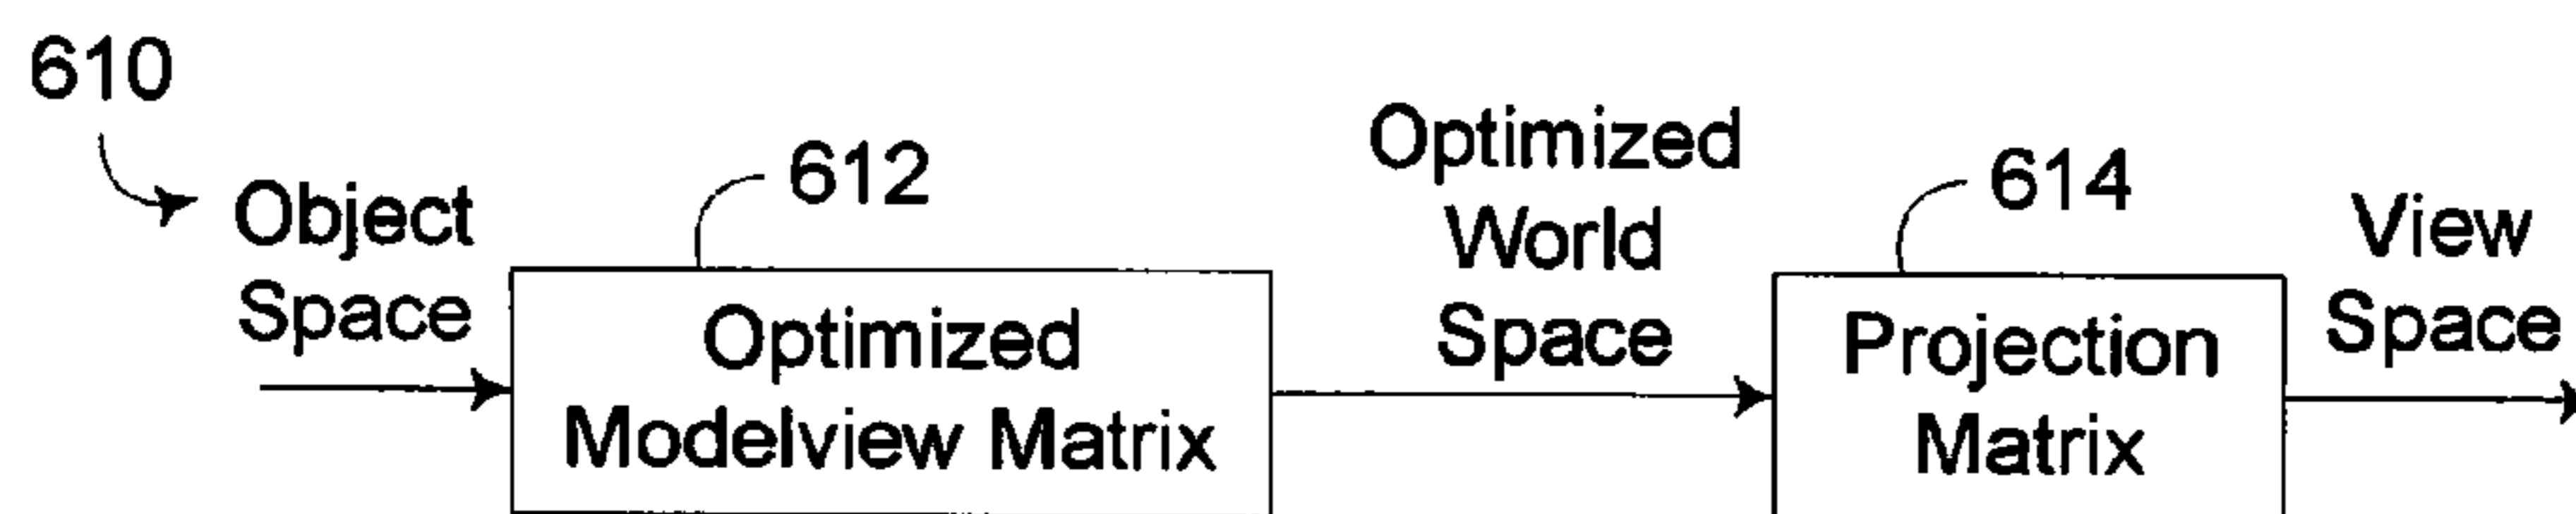 610
Object
Space
612
Optimized
Modelview Matrix
Optimized
World
Space
614
Projection
Matrix
View
Space